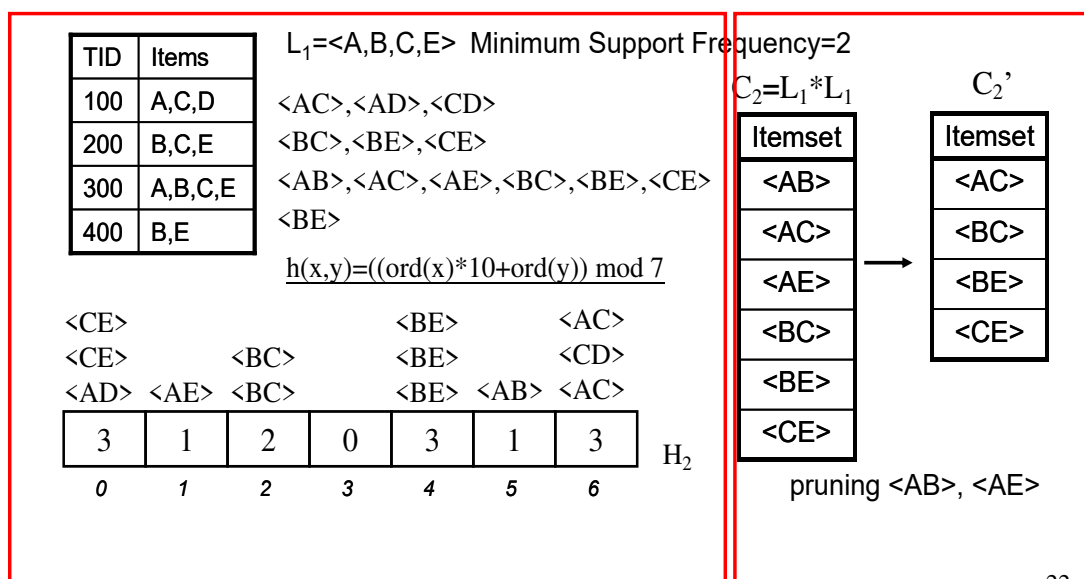 L₁=<A,B,C,E> Minimum Support Frequency=2
TID Items
100 A,C,D
200 B,C,E
300 A,B,C,E
400 B,E
<AC>,<AD>,<CD>
<BC>,<BE>,<CE>
<AB>,<AC>,<AE>,<BC>,<BE>,<CE>
<BE>
h(x,y)=((ord(x)*10+ord(y)) mod 7
<CE> <BE> <AC>
<CE> <BC> <BE> <CD>
<AD> <AE> <BC> <BE> <AB> <AC>
3 1 2 0 3 1 3 H₂
0 1 2 3 4 5 6
C₂=L₁*L₁
Itemset
<AB>
<AC>
<AE>
<BC>
<BE>
<CE>
C₂’
Itemset
<AC>
<BC>
<BE>
<CE>
pruning <AB>, <AE>